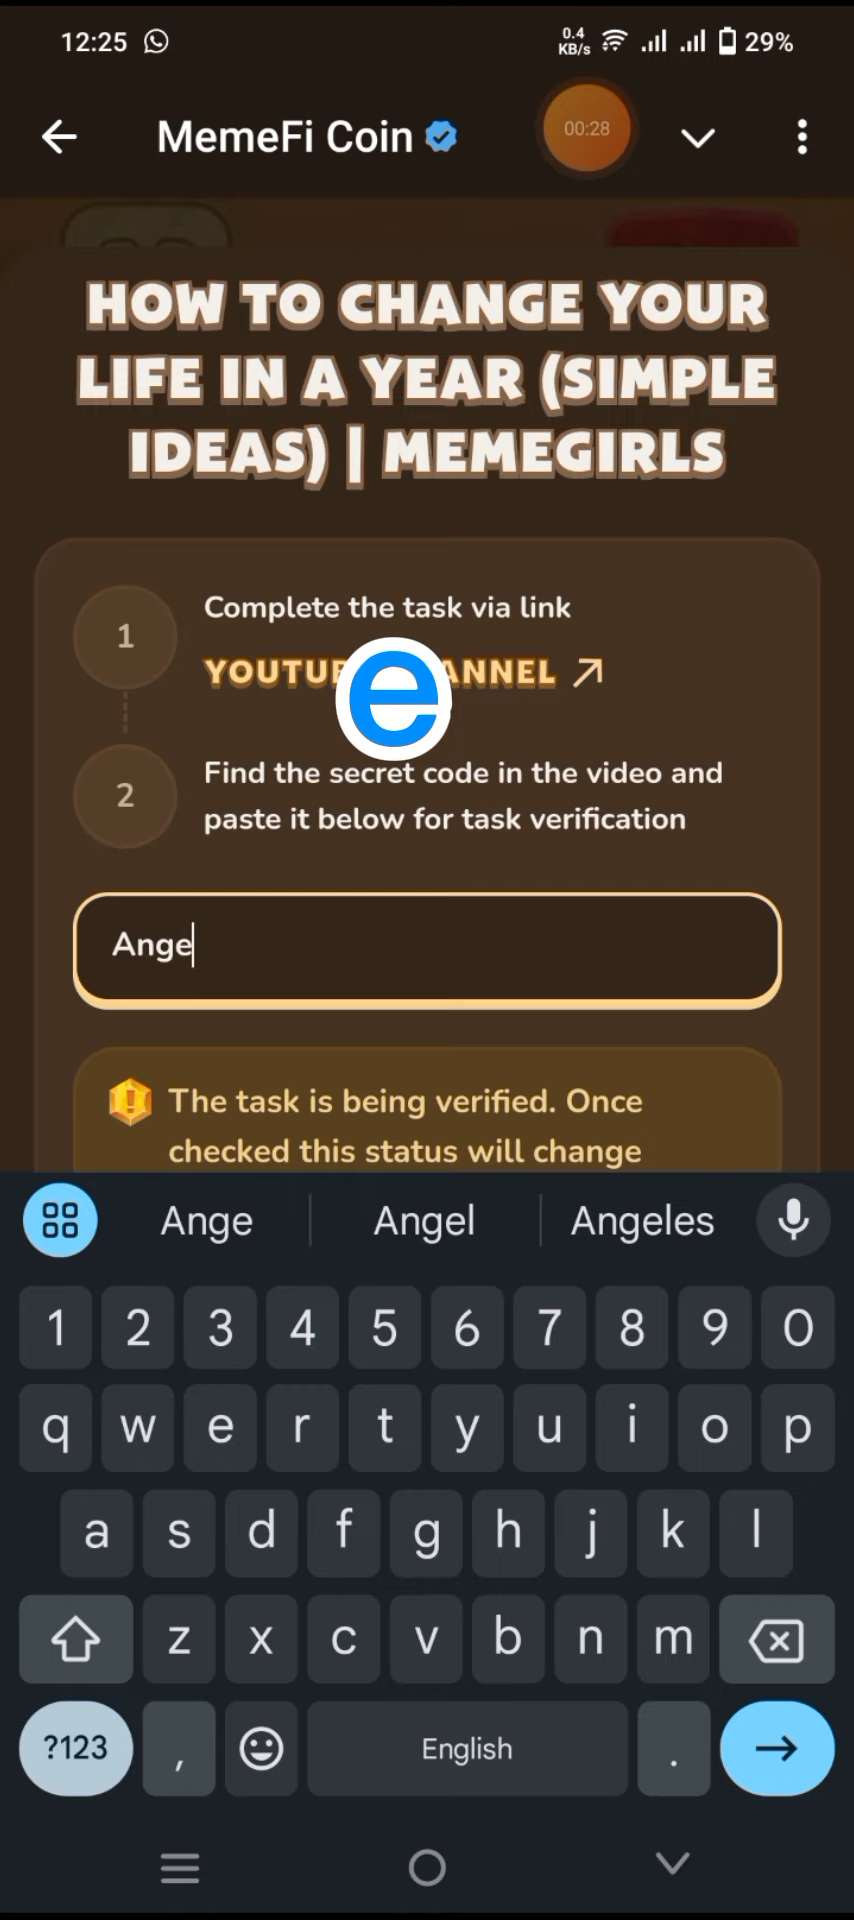 12:25 0.4 KB/s 29%
MemeFi Coin 00:28
HOW TO CHANGE YOUR
LIFE IN A YEAR (SIMPLE
IDEAS) | MEMEGIRLS
1 Complete the task via link
e
2 Find the secret code in the video and
paste it below for task verification
Ange
The task is being verified. Once
checked this status will change
Ange Angel Angeles
1 2 3 4 5 6 7 8 9 0
q w e r t y u i o p
a s d f g h j k l
z x c v b n m
?123 , English .